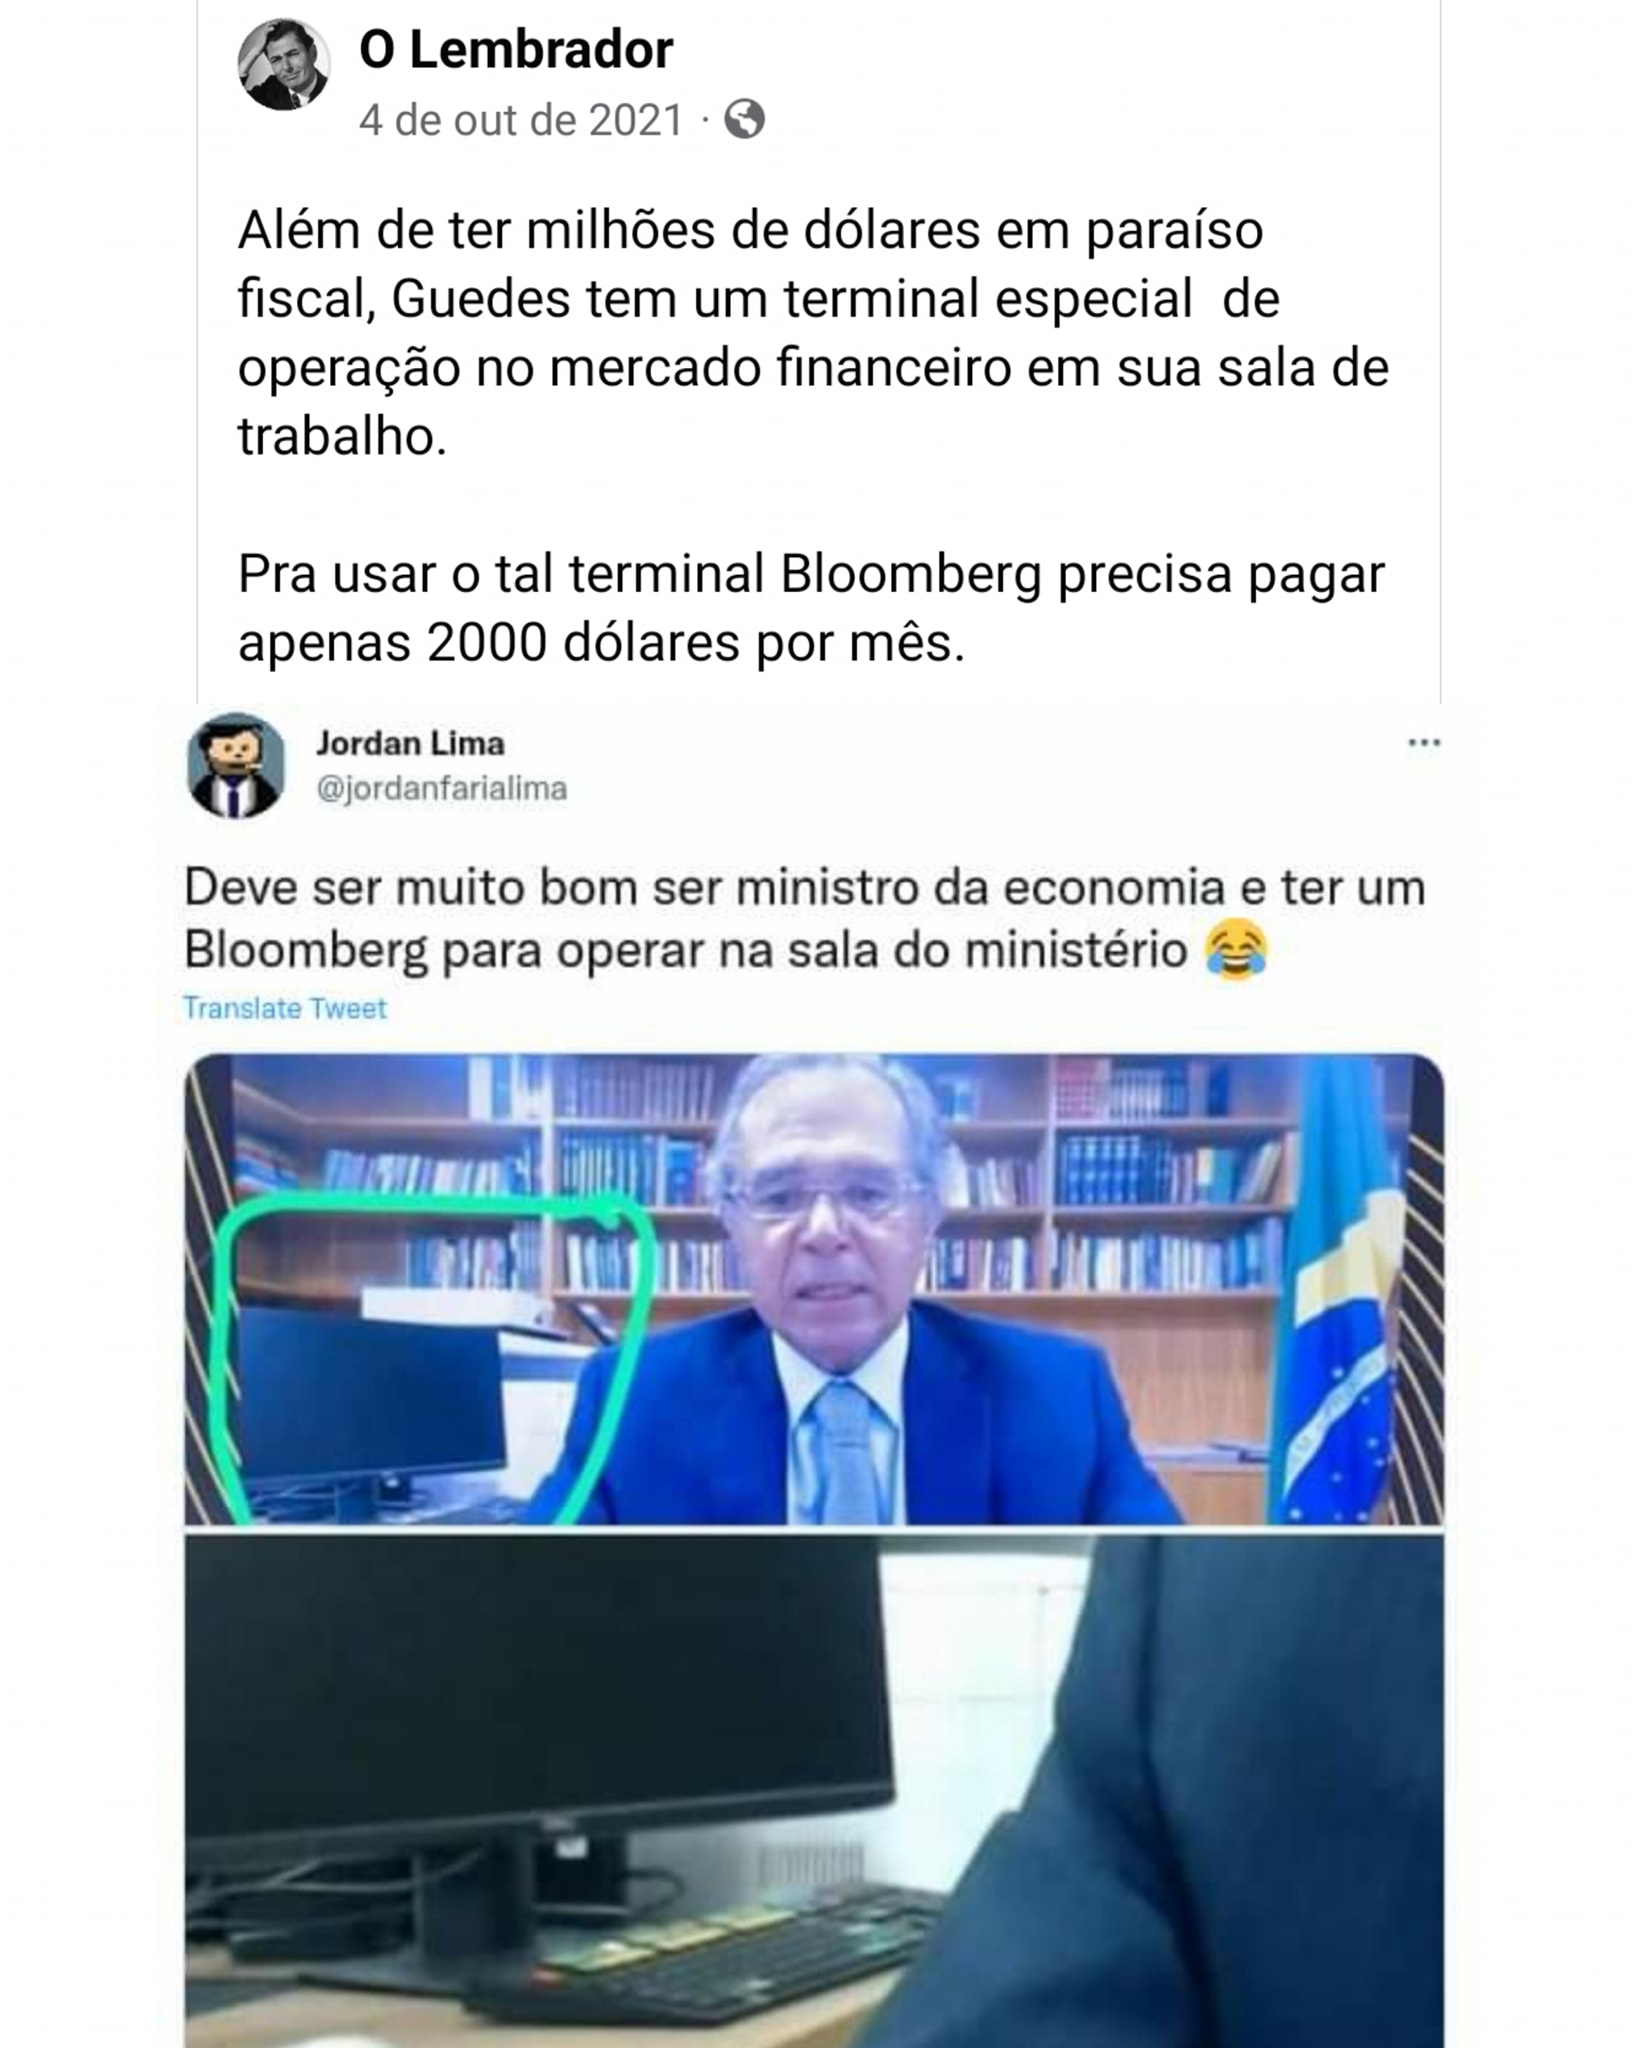 O Lembrador
4 de out de 2021 ·
Além de ter milhões de dólares em paraíso
fiscal, Guedes tem um terminal especial  de
operação no mercado financeiro em sua sala de
trabalho.
Pra usar o tal terminal Bloomberg precisa pagar
apenas 2000 dólares por mês.
Jordan Lima
@jordanfarialima
Deve ser muito bom ser ministro da economia e ter um
Bloomberg para operar na sala do ministério 😂
Translate Tweet